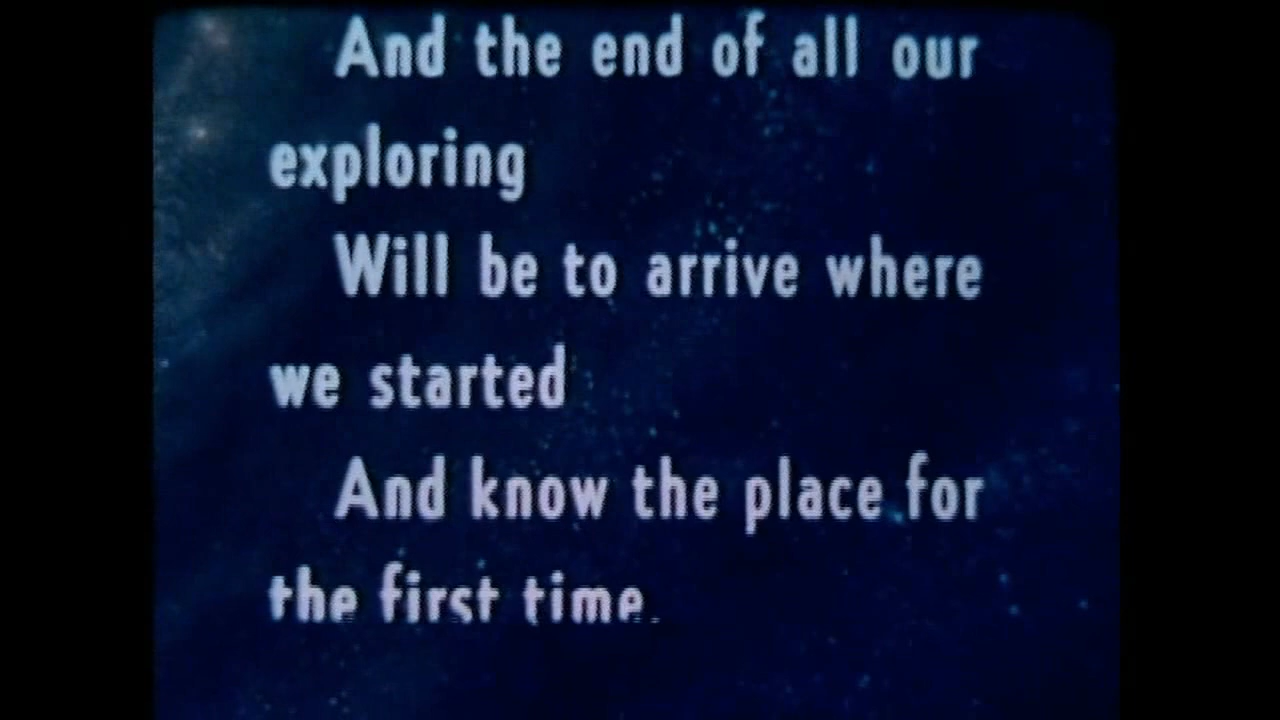 And the end of all our
exploring
Will be to arrive where
we started
And know the place for
the first time.